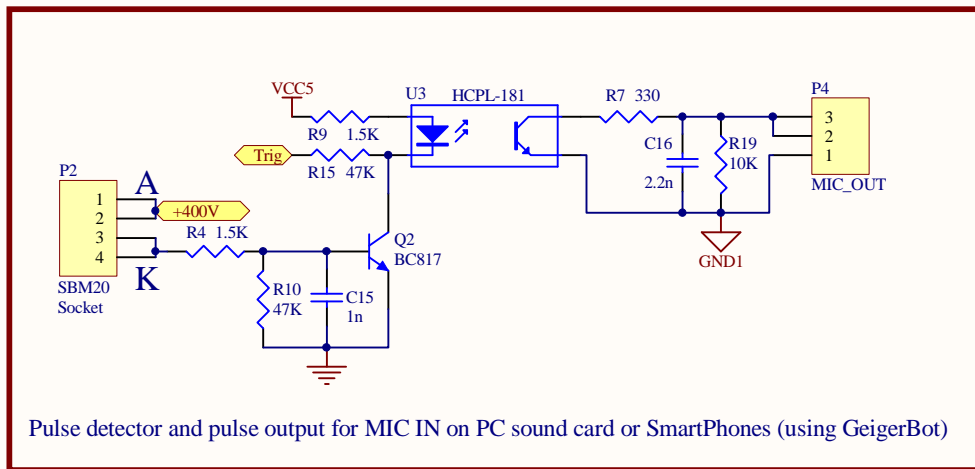 VCC5
U3
HCPL-181
R7 330
P4
R9 1.5K
3
2
1
C16
2.2n
R19
10K
Trig
R15 47K
MIC_OUT
P2
A
1
2
3
4
+400V
R4 1.5K
Q2
BC817
GND1
K
SBM20
Socket
R10
47K
C15
1n
Pulse detector and pulse output for MIC IN on PC sound card or SmartPhones (using GeigerBot)